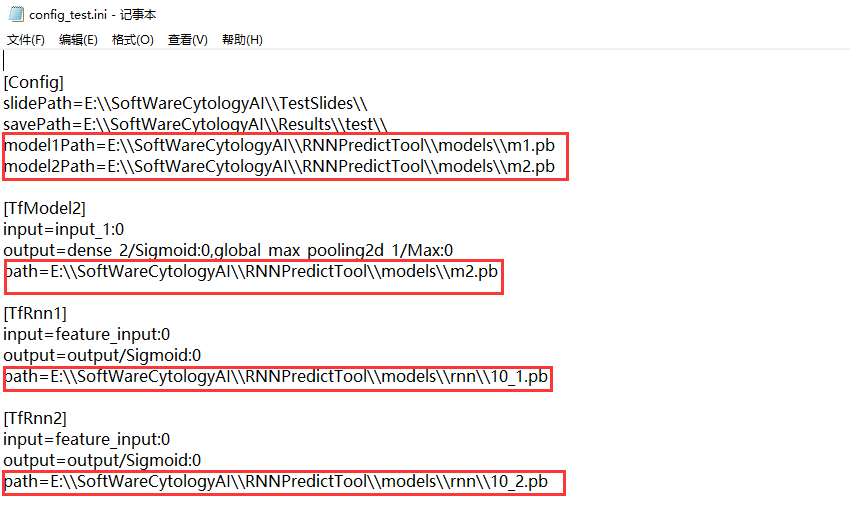 config_test.ini - 记事本
文件(F) 编辑(E) 格式(O) 查看(V) 帮助(H)
[Config]
slidePath=E:\\SoftWareCytologyAI\\TestSlides\\
savePath=E:\\SoftWareCytologyAI\\Results\\test\\
model1Path=E:\\SoftWareCytologyAI\\RNNPredictTool\\models\\m1.pb
model2Path=E:\\SoftWareCytologyAI\\RNNPredictTool\\models\\m2.pb
[TfModel2]
input=input_1:0
output=dense_2/Sigmoid:0,global_max_pooling2d_1/Max:0
path=E:\\SoftWareCytologyAI\\RNNPredictTool\\models\\m2.pb
[TfRnn1]
input=feature_input:0
output=output/Sigmoid:0
path=E:\\SoftWareCytologyAI\\RNNPredictTool\\models\\rnn\\10_1.pb
[TfRnn2]
input=feature_input:0
output=output/Sigmoid:0
path=E:\\SoftWareCytologyAI\\RNNPredictTool\\models\\rnn\\10_2.pb